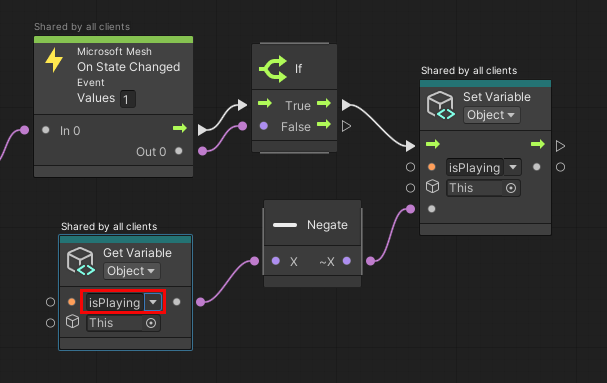 Shared by all clients
Microsoft Mesh
On State Changed
Event
Values 1
In 0
Out 0
If
True
False
Shared by all clients
Set Variable
Object
isPlaying
This
Shared by all clients
Get Variable
Object
isPlaying
This
Negate
X ~X